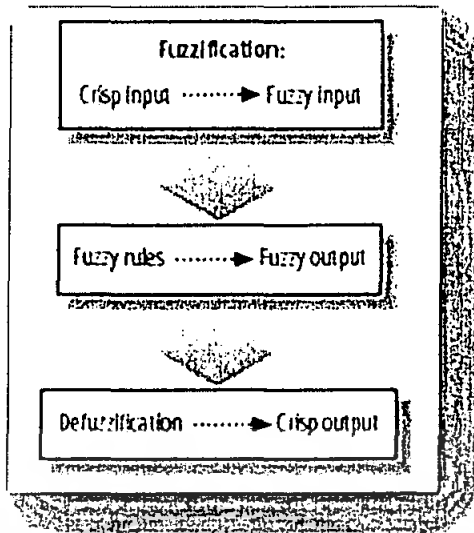 Fuzzification:
Crisp input ········▶ Fuzzy input
Fuzzy rules ········▶ Fuzzy output
Defuzzification ········▶ Crisp output